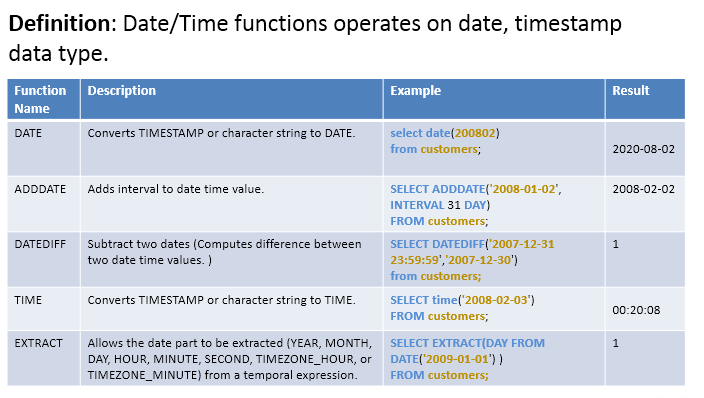 Definition: Date/Time functions operates on date, timestamp
data type.
Function Name Description Example Result
DATE Converts TIMESTAMP or character string to DATE. select date(200802)
from customers; 2020-08-02
ADDDATE Adds interval to date time value. SELECT ADDDATE('2008-01-02', 2008-02-02
INTERVAL 31 DAY)
FROM customers;
DATEDIFF Subtract two dates (Computes difference between SELECT DATEDIFF('2007-12-31 1
two date time values. ) 23:59:59','2007-12-30')
from customers;
TIME Converts TIMESTAMP or character string to TIME. SELECT time('2008-02-03')
FROM customers; 00:20:08
EXTRACT Allows the date part to be extracted (YEAR, MONTH, SELECT EXTRACT(DAY FROM 1
DAY, HOUR, MINUTE, SECOND, TIMEZONE_HOUR, or DATE('2009-01-01') )
TIMEZONE_MINUTE) from a temporal expression. FROM customers;